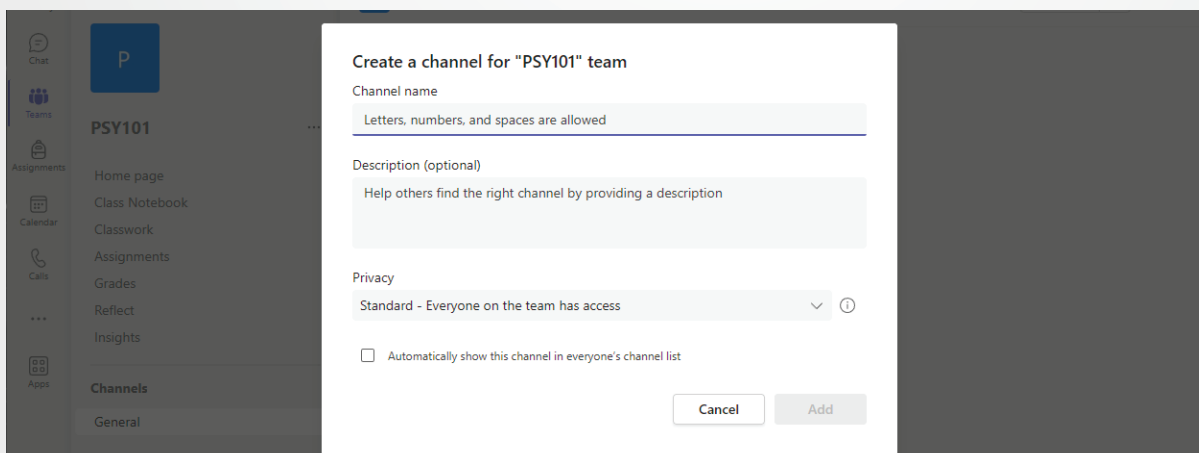 Chat
Teams
Assignments
Calendar
Calls
Apps
P
PSY101
Home page
Class Notebook
Classwork
Assignments
Grades
Reflect
Insights
Channels
General
Create a channel for "PSY101" team
Channel name
Letters, numbers, and spaces are allowed
Description (optional)
Help others find the right channel by providing a description
Privacy
Standard - Everyone on the team has access
Automatically show this channel in everyone's channel list
Cancel
Add